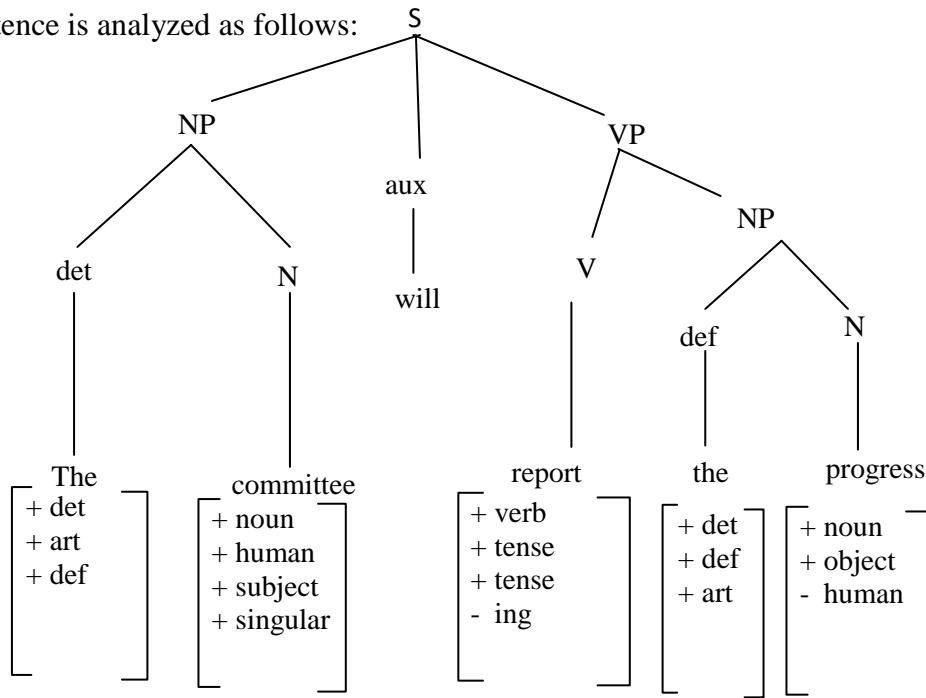 tence is analyzed as follows:
S
NP
VP
aux
NP
det
N
V
will
def
N
The
committee
report
the
progress
+ det
+ art
+ def
+ noun
+ human
+ subject
+ singular
+ verb
+ tense
+ tense
- ing
+ det
+ def
+ art
+ noun
+ object
- human